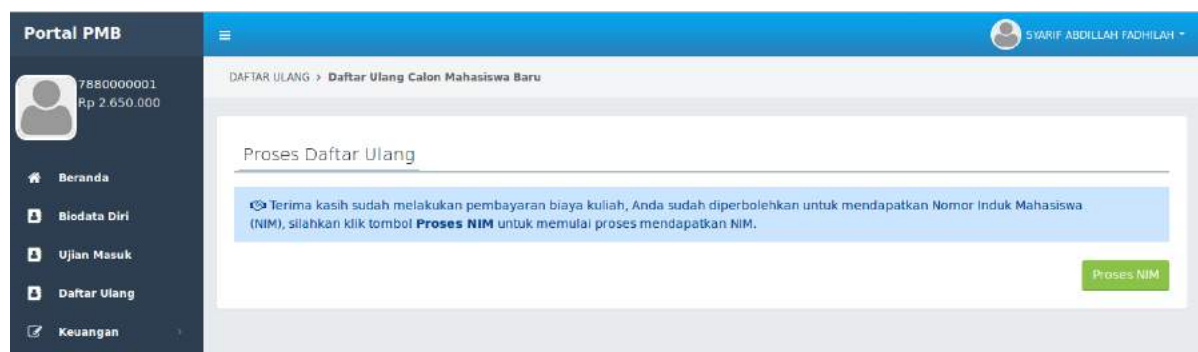 Portal PMB
SYARIF ABDILLAH FADHILAH
7880000001
Rp 2.650.000
DAFTAR ULANG > Daftar Ulang Calon Mahasiswa Baru
Proses Daftar Ulang
Beranda
Biodata Diri
Ujian Masuk
Daftar Ulang
Keuangan
Terima kasih sudah melakukan pembayaran biaya kuliah, Anda sudah diperbolehkan untuk mendapatkan Nomor Induk Mahasiswa
(NIM), silahkan klik tombol Proses NIM untuk memulai proses mendapatkan NIM.
Proses NIM